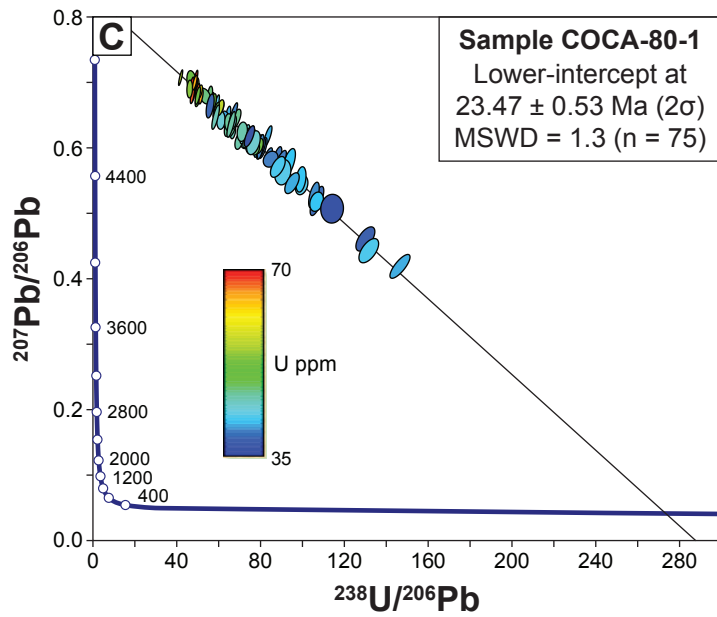 C
Sample COCA-80-1
Lower-intercept at
23.47 ± 0.53 Ma (2σ)
MSWD = 1.3 (n = 75)
0.8
0.6
0.4
0.2
0.0
²⁰⁷Pb/²⁰⁶Pb
4400
3600
2800
2000
1200
400
70
U ppm
35
0
40
80
120
160
200
240
280
²³⁸U/²⁰⁶Pb